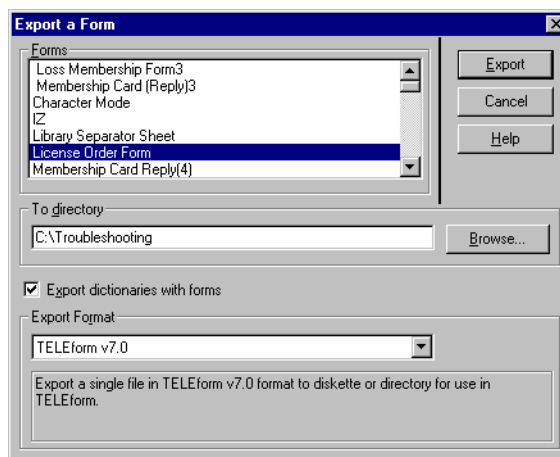 Export a Form
Forms
Loss Membership Form3
Membership Card (Reply)3
Character Mode
IZ
Library Separator Sheet
License Order Form
Membership Card Reply(4)
Export
Cancel
Help
To directory
C:\Troubleshooting
Browse...
Export dictionaries with forms
Export Format
TELEform v7.0
Export a single file in TELEform v7.0 format to diskette or directory for use in
TELEform.